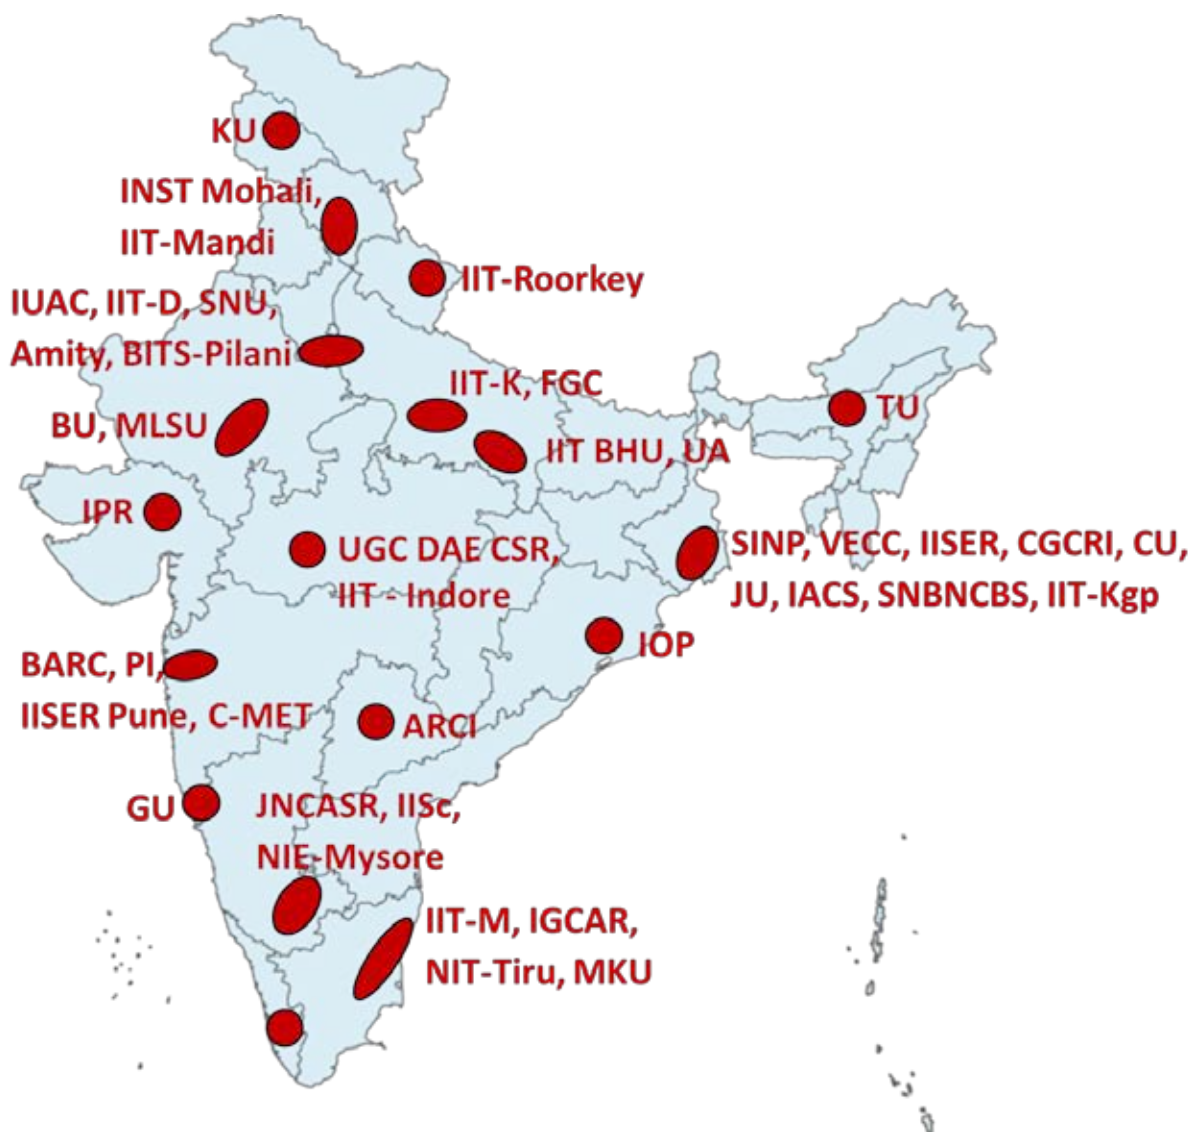 KU
INST Mohali,
IIT-Mandi
IIT-Roorkey
IUAC, IIT-D, SNU,
Amity, BITS-Pilani
IIT-K, FGC
TU
BU, MLSU
IIT BHU, UA
IPR
UGC DAE CSR,
IIT - Indore
SINP, VECC, IISER, CGCRI, CU,
JU, IACS, SNBNCBS, IIT-Kgp
IOP
BARC, PI,
IISER Pune, C-MET
ARCI
GU
JNCASR, IISc,
NIE-Mysore
IIT-M, IGCAR,
NIT-Tiru, MKU